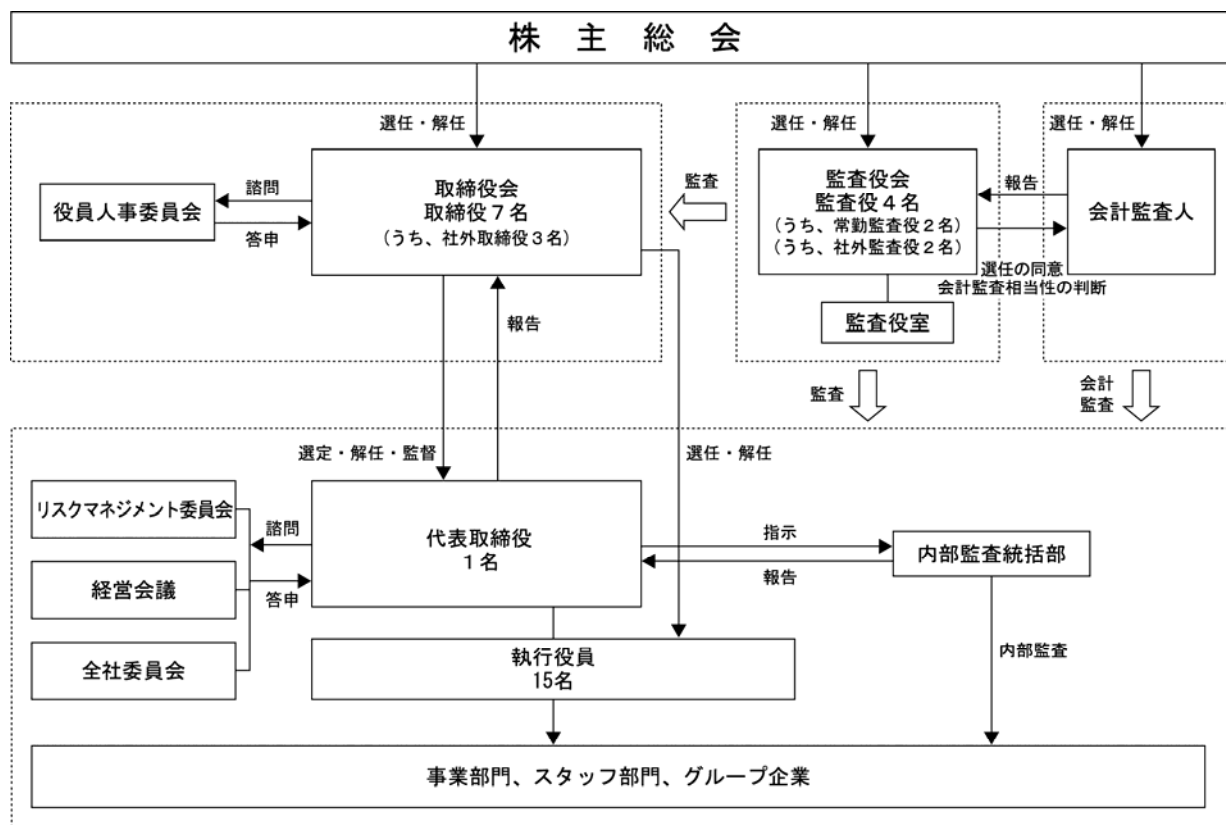 株 主 総 会
選任・解任
選任・解任
選任・解任
役員人事委員会
諮問
答申
取締役会
取締役７名
（うち、社外取締役３名）
監査
監査役会
監査役４名
（うち、常勤監査役２名）
（うち、社外監査役２名）
報告
会計監査人
選任の同意
会計監査相当性の判断
監査役室
報告
監査
会計
監査
選定・解任・監督
選任・解任
リスクマネジメント委員会
経営会議
全社委員会
諮問
答申
代表取締役
１名
指示
報告
内部監査統括部
執行役員
15名
内部監査
事業部門、スタッフ部門、グループ企業